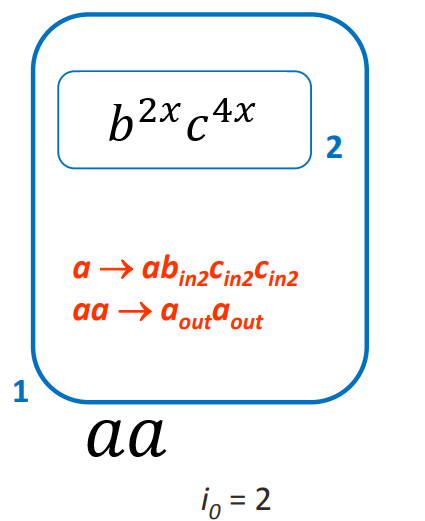 b^{2x}c^{4x}
2
a → ab_{in2}c_{in2}c_{in2}
aa → a_{out}a_{out}
1
aa
i_0 = 2